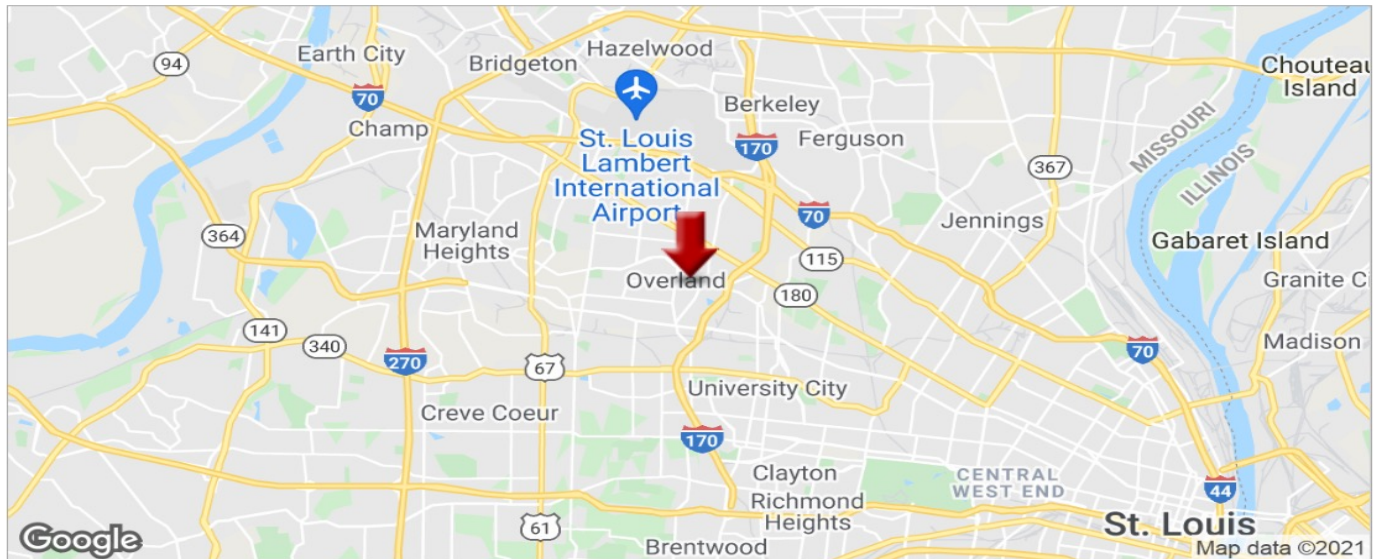 Earth City
94
Bridgeton
Hazelwood
Chouteau
Island
70
Champ
Berkeley
170
Ferguson
St. Louis
Lambert
International
Airport
367
MISSOURI
ILLINOIS
70
Jennings
364
Maryland
Heights
115
Gabaret Island
Overland
180
Granite C
141
340
270
67
70
Madison
University City
Creve Coeur
170
Clayton
Richmond
Heights
CENTRAL
WEST END
44
61
Brentwood
St. Louis
Google
Map data ©2021